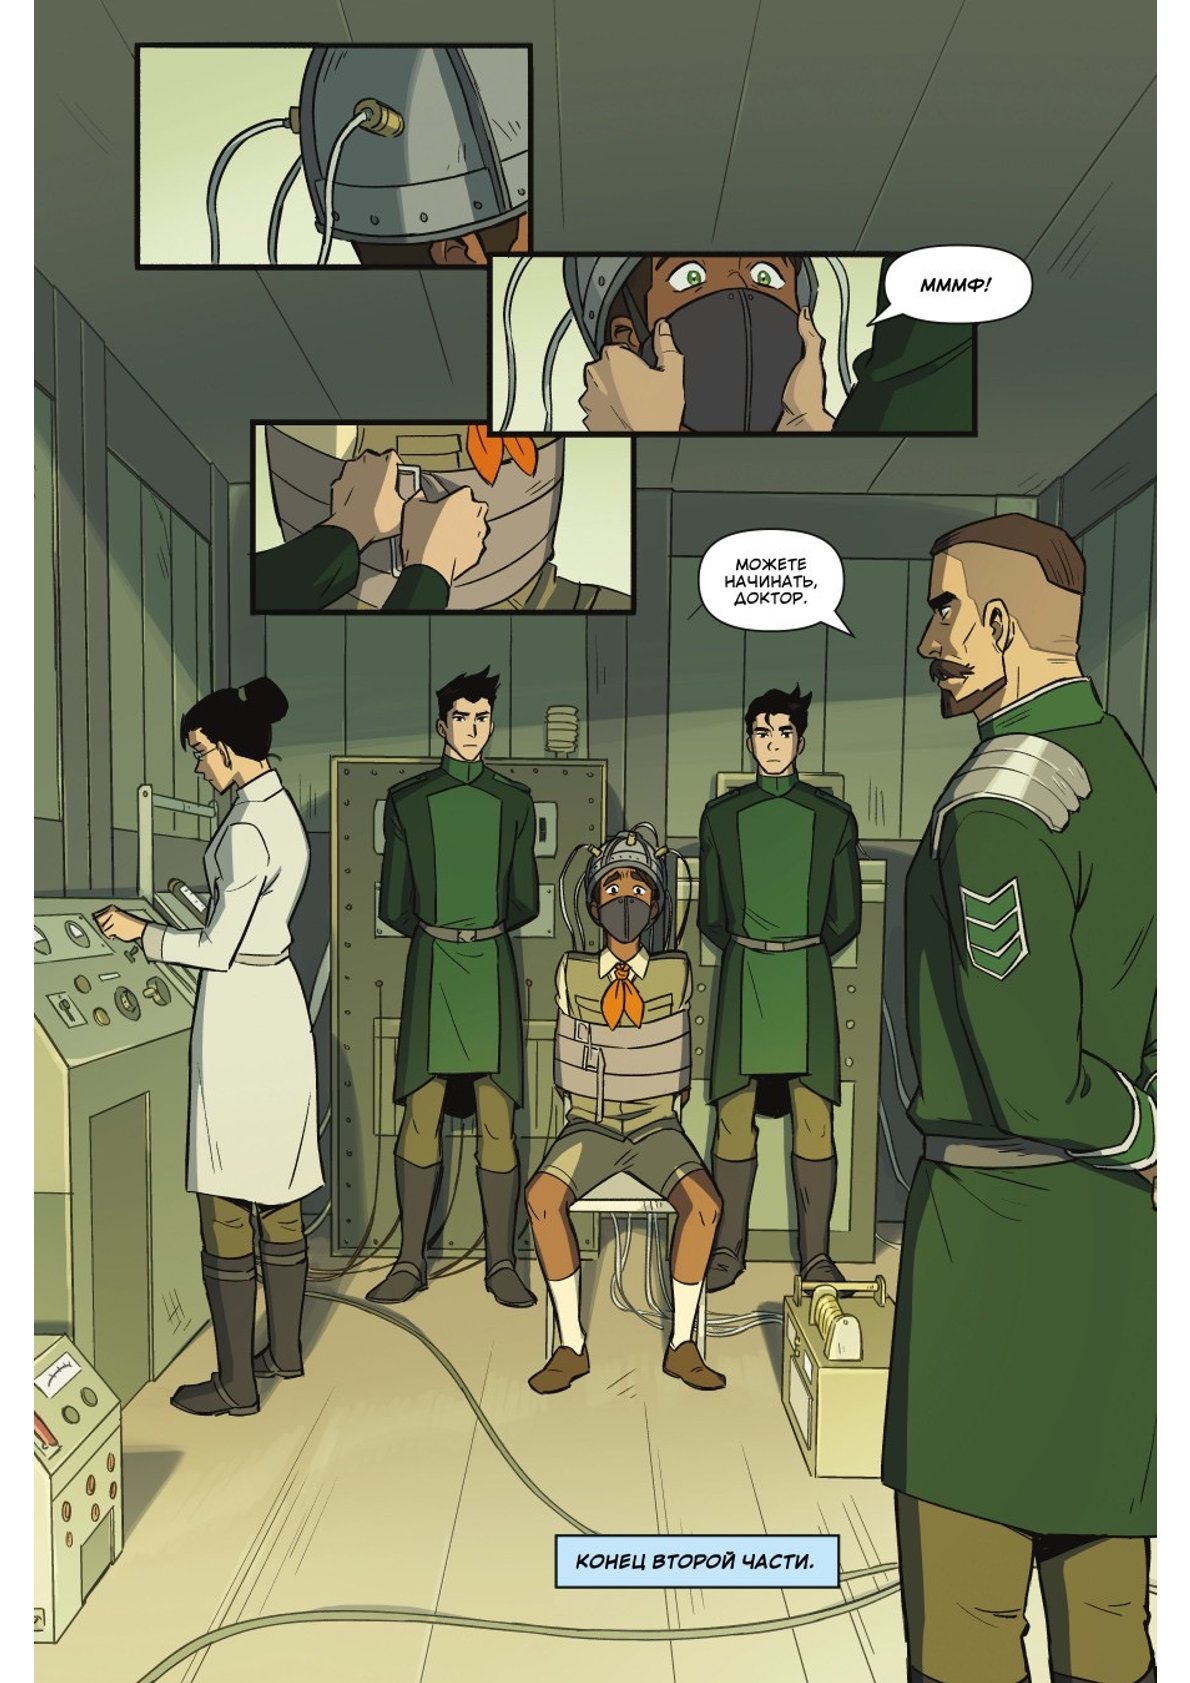 МММФ!
МОЖЕТЕ
НАЧИНАТЬ,
ДОКТОР.
КОНЕЦ ВТОРОЙ ЧАСТИ.